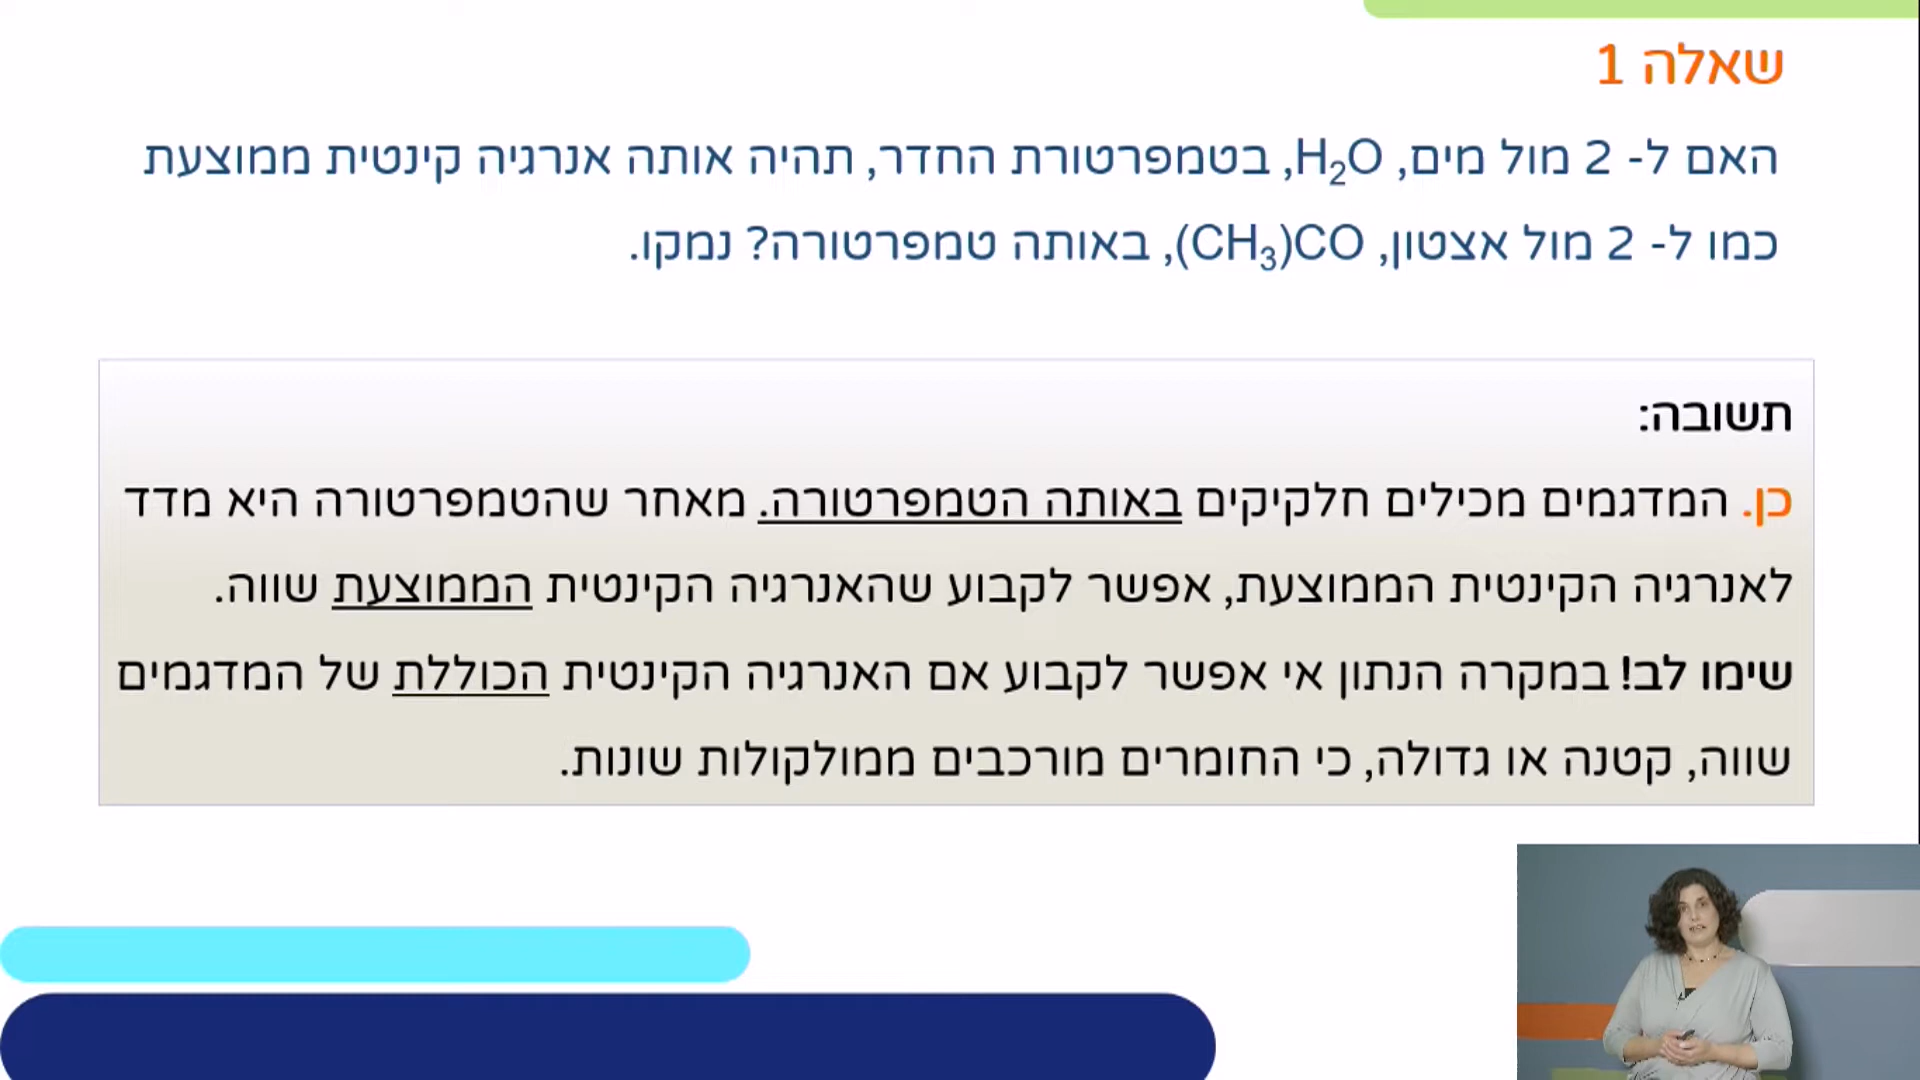 שאלה 1
האם ל- 2 מול מים, H₂O, בטמפרטורת החדר, תהיה אותה אנרגיה קינטית ממוצעת
כמו ל- 2 מול אצטון, (CH₃)CO, באותה טמפרטורה? נמקו.
תשובה:
כן. המדגמים מכילים חלקיקים באותה הטמפרטורה. מאחר שהטמפרטורה היא מדד
לאנרגיה הקינטית הממוצעת, אפשר לקבוע שהאנרגיה הקינטית הממוצעת שווה.
שימו לב! במקרה הנתון אי אפשר לקבוע אם האנרגיה הקינטית הכוללת של המדגמים
שווה, קטנה או גדולה, כי החומרים מורכבים ממולקולות שונות.